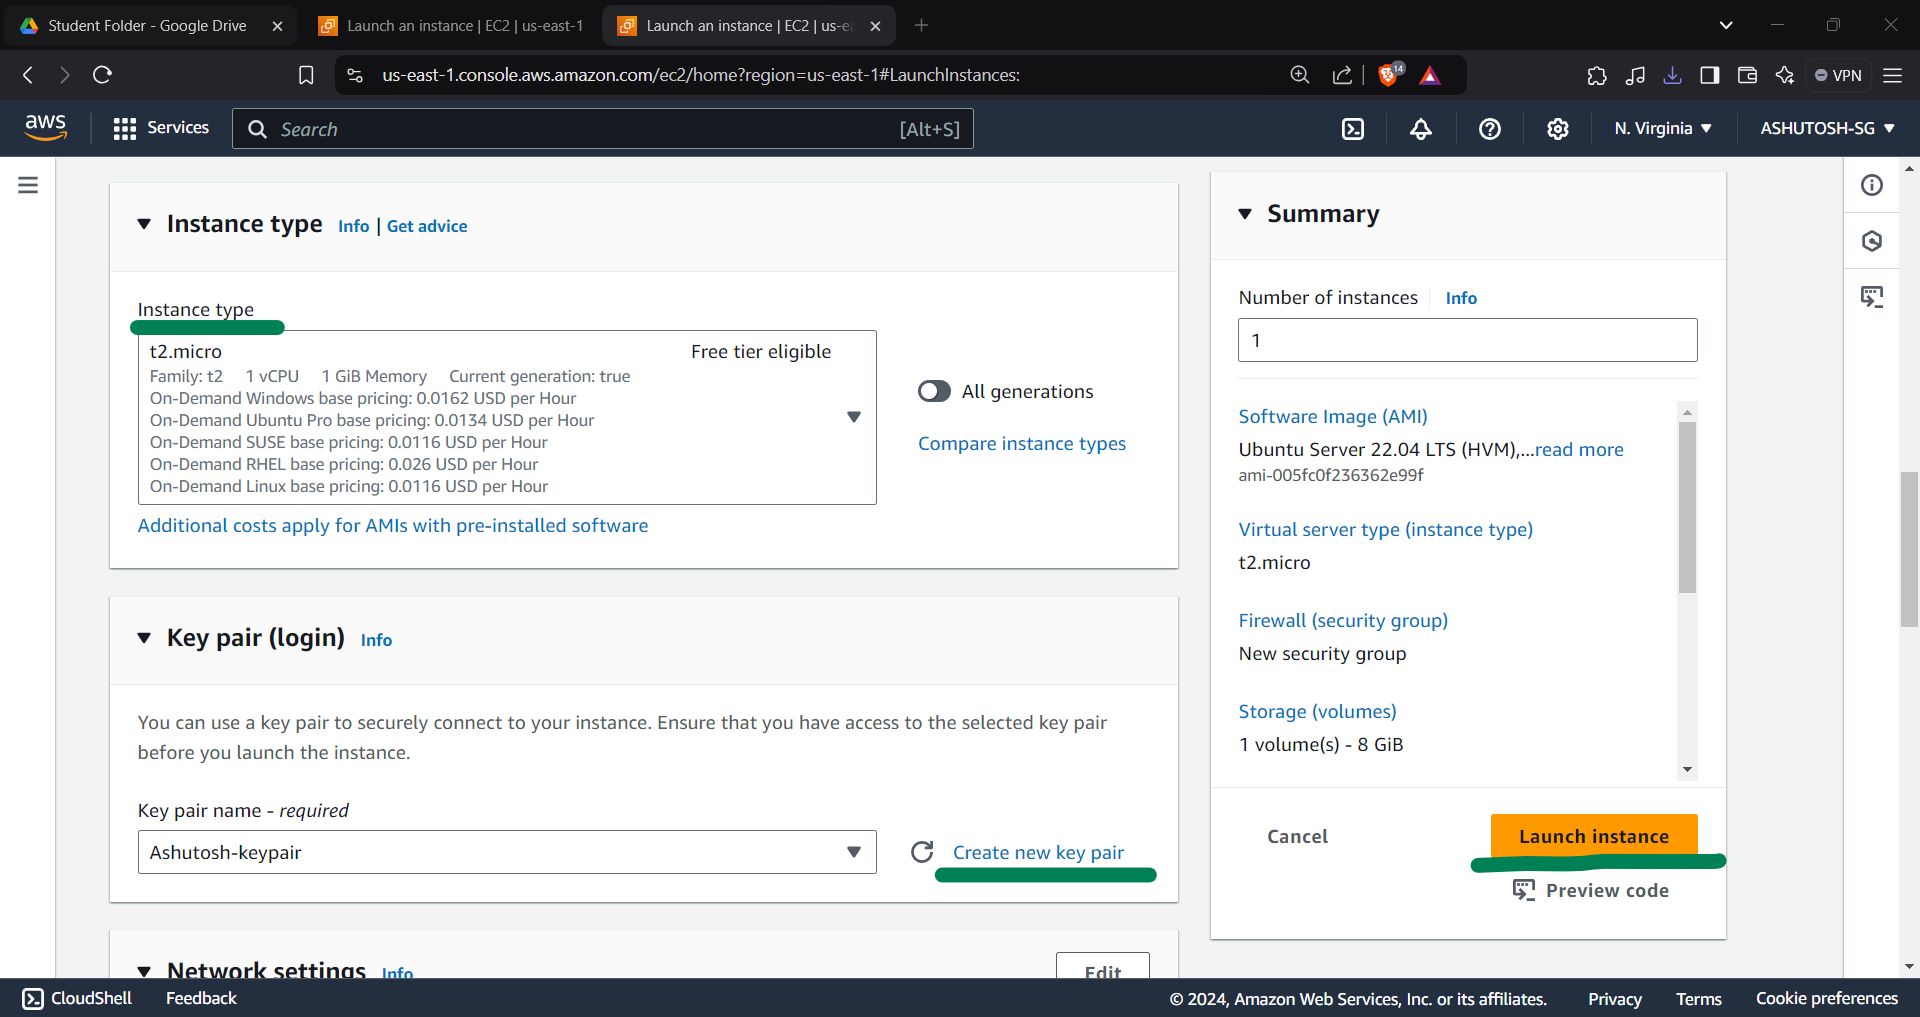 Student Folder - Google Drive
Launch an instance | EC2 | us-east-1
Launch an instance | EC2 | us-ea
us-east-1.console.aws.amazon.com/ec2/home?region=us-east-1#LaunchInstances:
14
VPN
aws
Services
Search
[Alt+S]
N. Virginia
ASHUTOSH-SG
Instance type Info | Get advice
Instance type
t2.micro Free tier eligible
Family: t2 1 vCPU 1 GiB Memory Current generation: true
On-Demand Windows base pricing: 0.0162 USD per Hour
On-Demand Ubuntu Pro base pricing: 0.0134 USD per Hour
On-Demand SUSE base pricing: 0.0116 USD per Hour
On-Demand RHEL base pricing: 0.026 USD per Hour
On-Demand Linux base pricing: 0.0116 USD per Hour
All generations
Compare instance types
Additional costs apply for AMIs with pre-installed software
Key pair (login) Info
You can use a key pair to securely connect to your instance. Ensure that you have access to the selected key pair
before you launch the instance.
Key pair name - required
Ashutosh-keypair
Create new key pair
Network settings Info
Edit
Summary
Number of instances Info
1
Software Image (AMI)
Ubuntu Server 22.04 LTS (HVM),...read more
ami-005fc0f236362e99f
Virtual server type (instance type)
t2.micro
Firewall (security group)
New security group
Storage (volumes)
1 volume(s) - 8 GiB
Cancel
Launch instance
Preview code
CloudShell
Feedback
© 2024, Amazon Web Services, Inc. or its affiliates.
Privacy
Terms
Cookie preferences